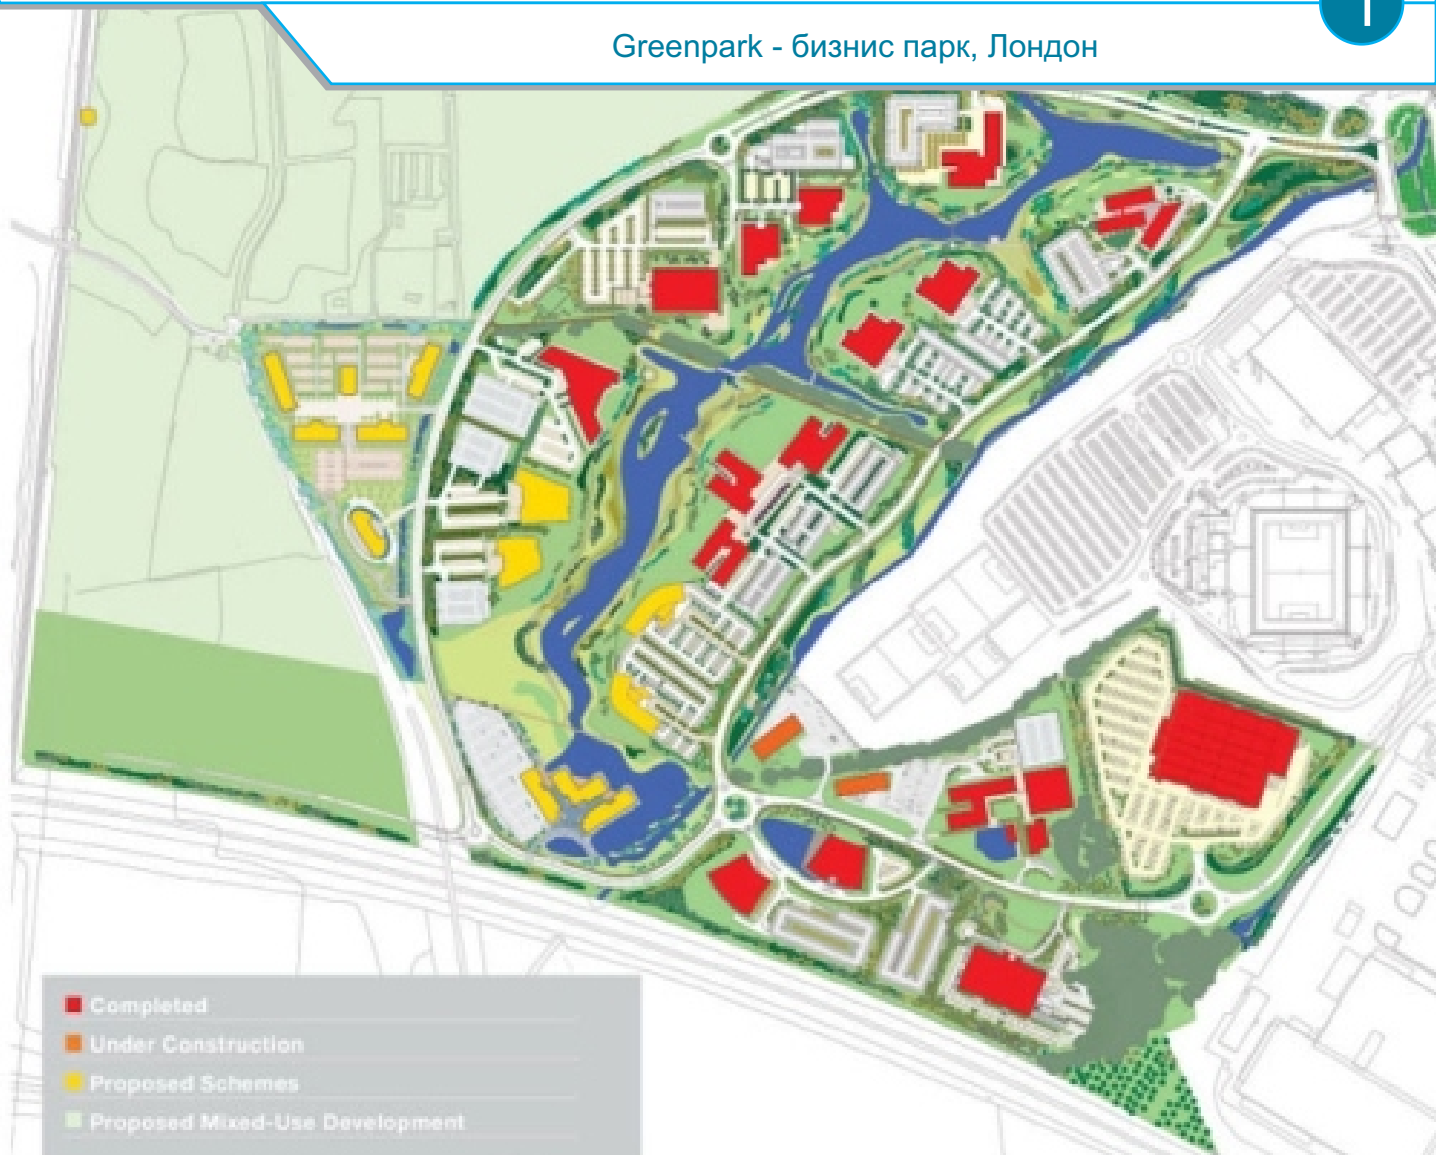 Greenpark - бизнис парк, Лондон
Completed
Under Construction
Proposed Schemes
Proposed Mixed-Use Development